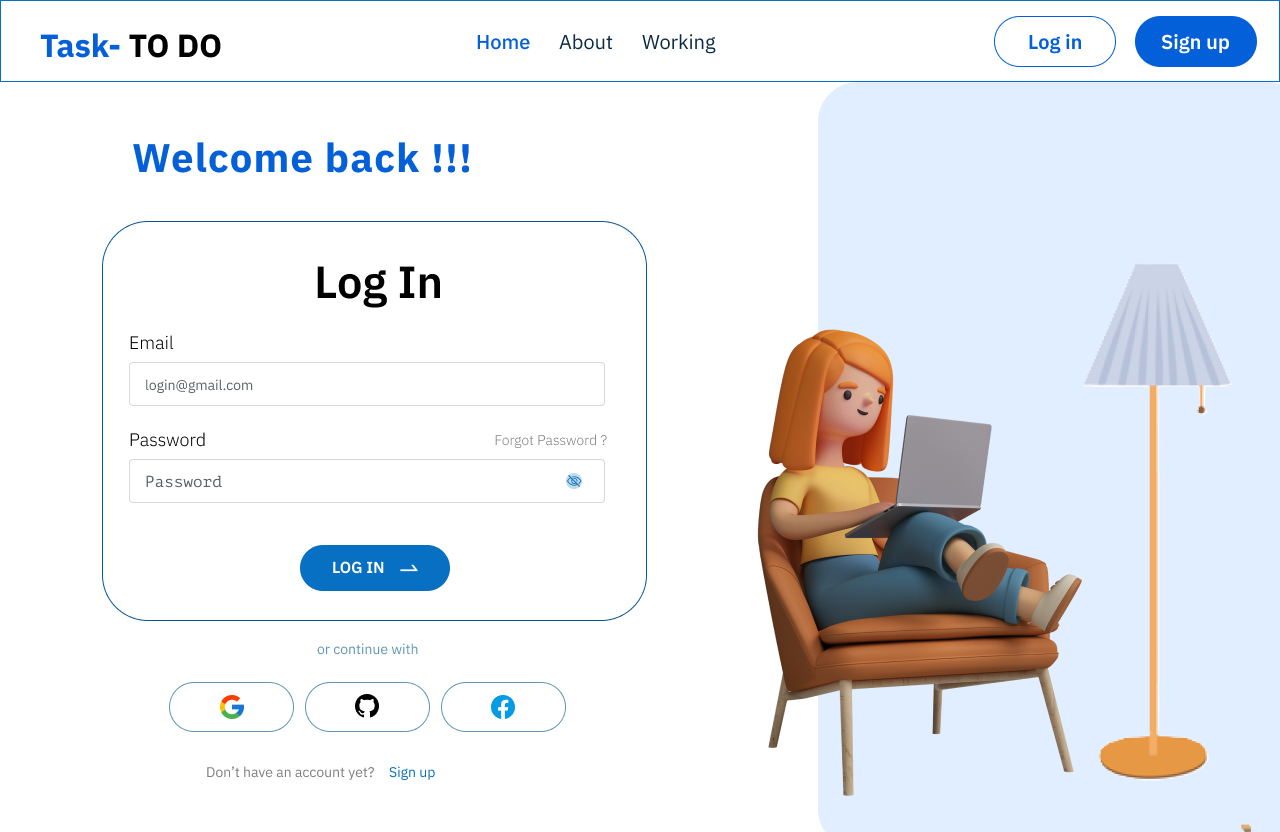 Task- TO DO
Home About Working
Log in
Sign up
Welcome back !!!
Log In
Email
login@gmail.com
Password
Forgot Password ?
Password
LOG IN
or continue with
Don’t have an account yet? Sign up